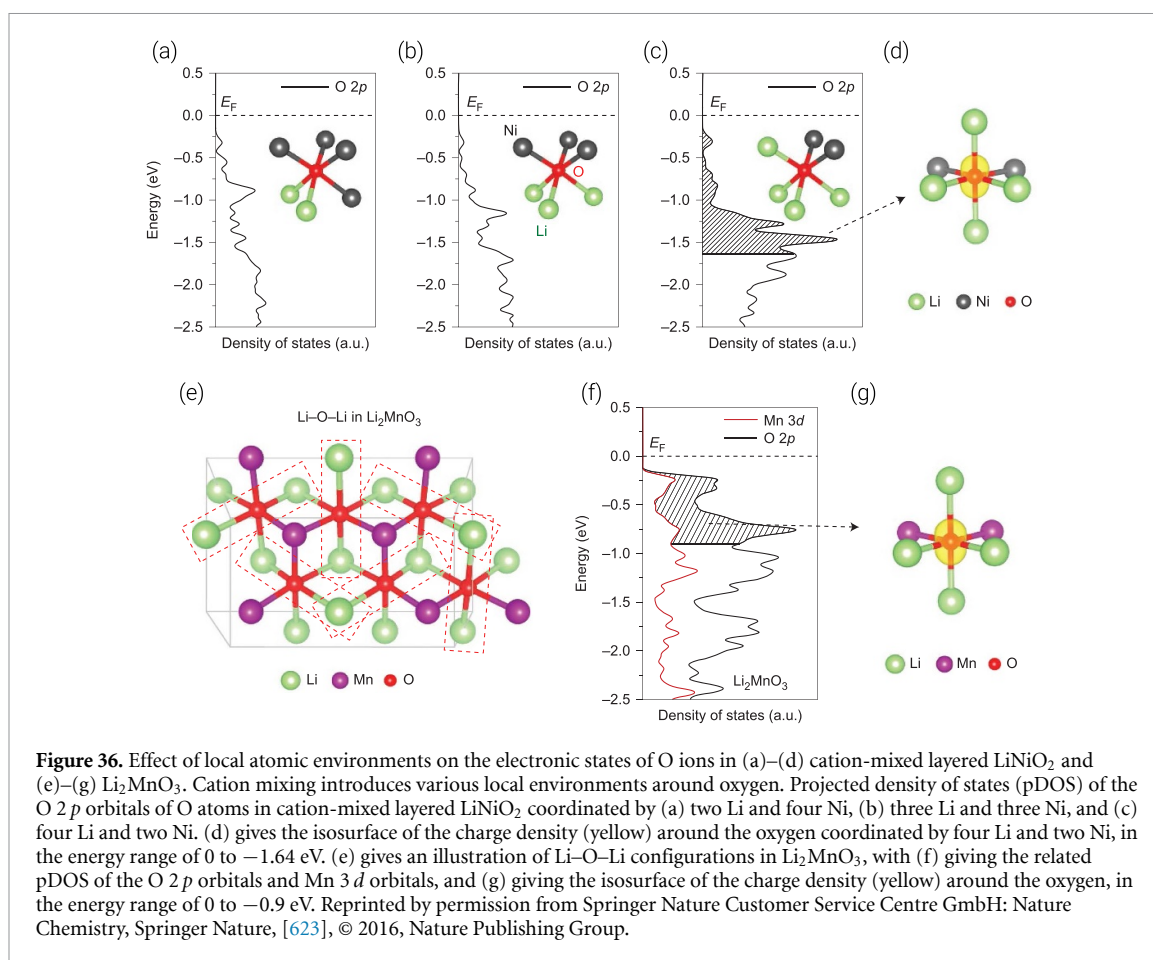 (a)
(b)
(c)
(d)
0.5
0.0
−0.5
−1.0
−1.5
−2.0
−2.5
Energy (eV)
O 2p
E_F
Density of states (a.u.)
0.5
0.0
−0.5
−1.0
−1.5
−2.0
−2.5
O 2p
E_F
Ni
O
Li
Density of states (a.u.)
0.5
0.0
−0.5
−1.0
−1.5
−2.0
−2.5
O 2p
E_F
Density of states (a.u.)
Li Ni O
(e)
(f)
(g)
Li–O–Li in Li₂MnO₃
Li Mn O
0.5
0.0
−0.5
−1.0
−1.5
−2.0
−2.5
Energy (eV)
Mn 3d
O 2p
E_F
Li₂MnO₃
Density of states (a.u.)
Li Mn O
Figure 36. Effect of local atomic environments on the electronic states of O ions in (a)–(d) cation-mixed layered LiNiO₂ and
(e)–(g) Li₂MnO₃. Cation mixing introduces various local environments around oxygen. Projected density of states (pDOS) of the
O 2p orbitals of O atoms in cation-mixed layered LiNiO₂ coordinated by (a) two Li and four Ni, (b) three Li and three Ni, and (c)
four Li and two Ni. (d) gives the isosurface of the charge density (yellow) around the oxygen coordinated by four Li and two Ni, in
the energy range of 0 to −1.64 eV. (e) gives an illustration of Li–O–Li configurations in Li₂MnO₃, with (f) giving the related
pDOS of the O 2p orbitals and Mn 3d orbitals, and (g) giving the isosurface of the charge density (yellow) around the oxygen, in
the energy range of 0 to −0.9 eV. Reprinted by permission from Springer Nature Customer Service Centre GmbH: Nature
Chemistry, Springer Nature, [623], © 2016, Nature Publishing Group.